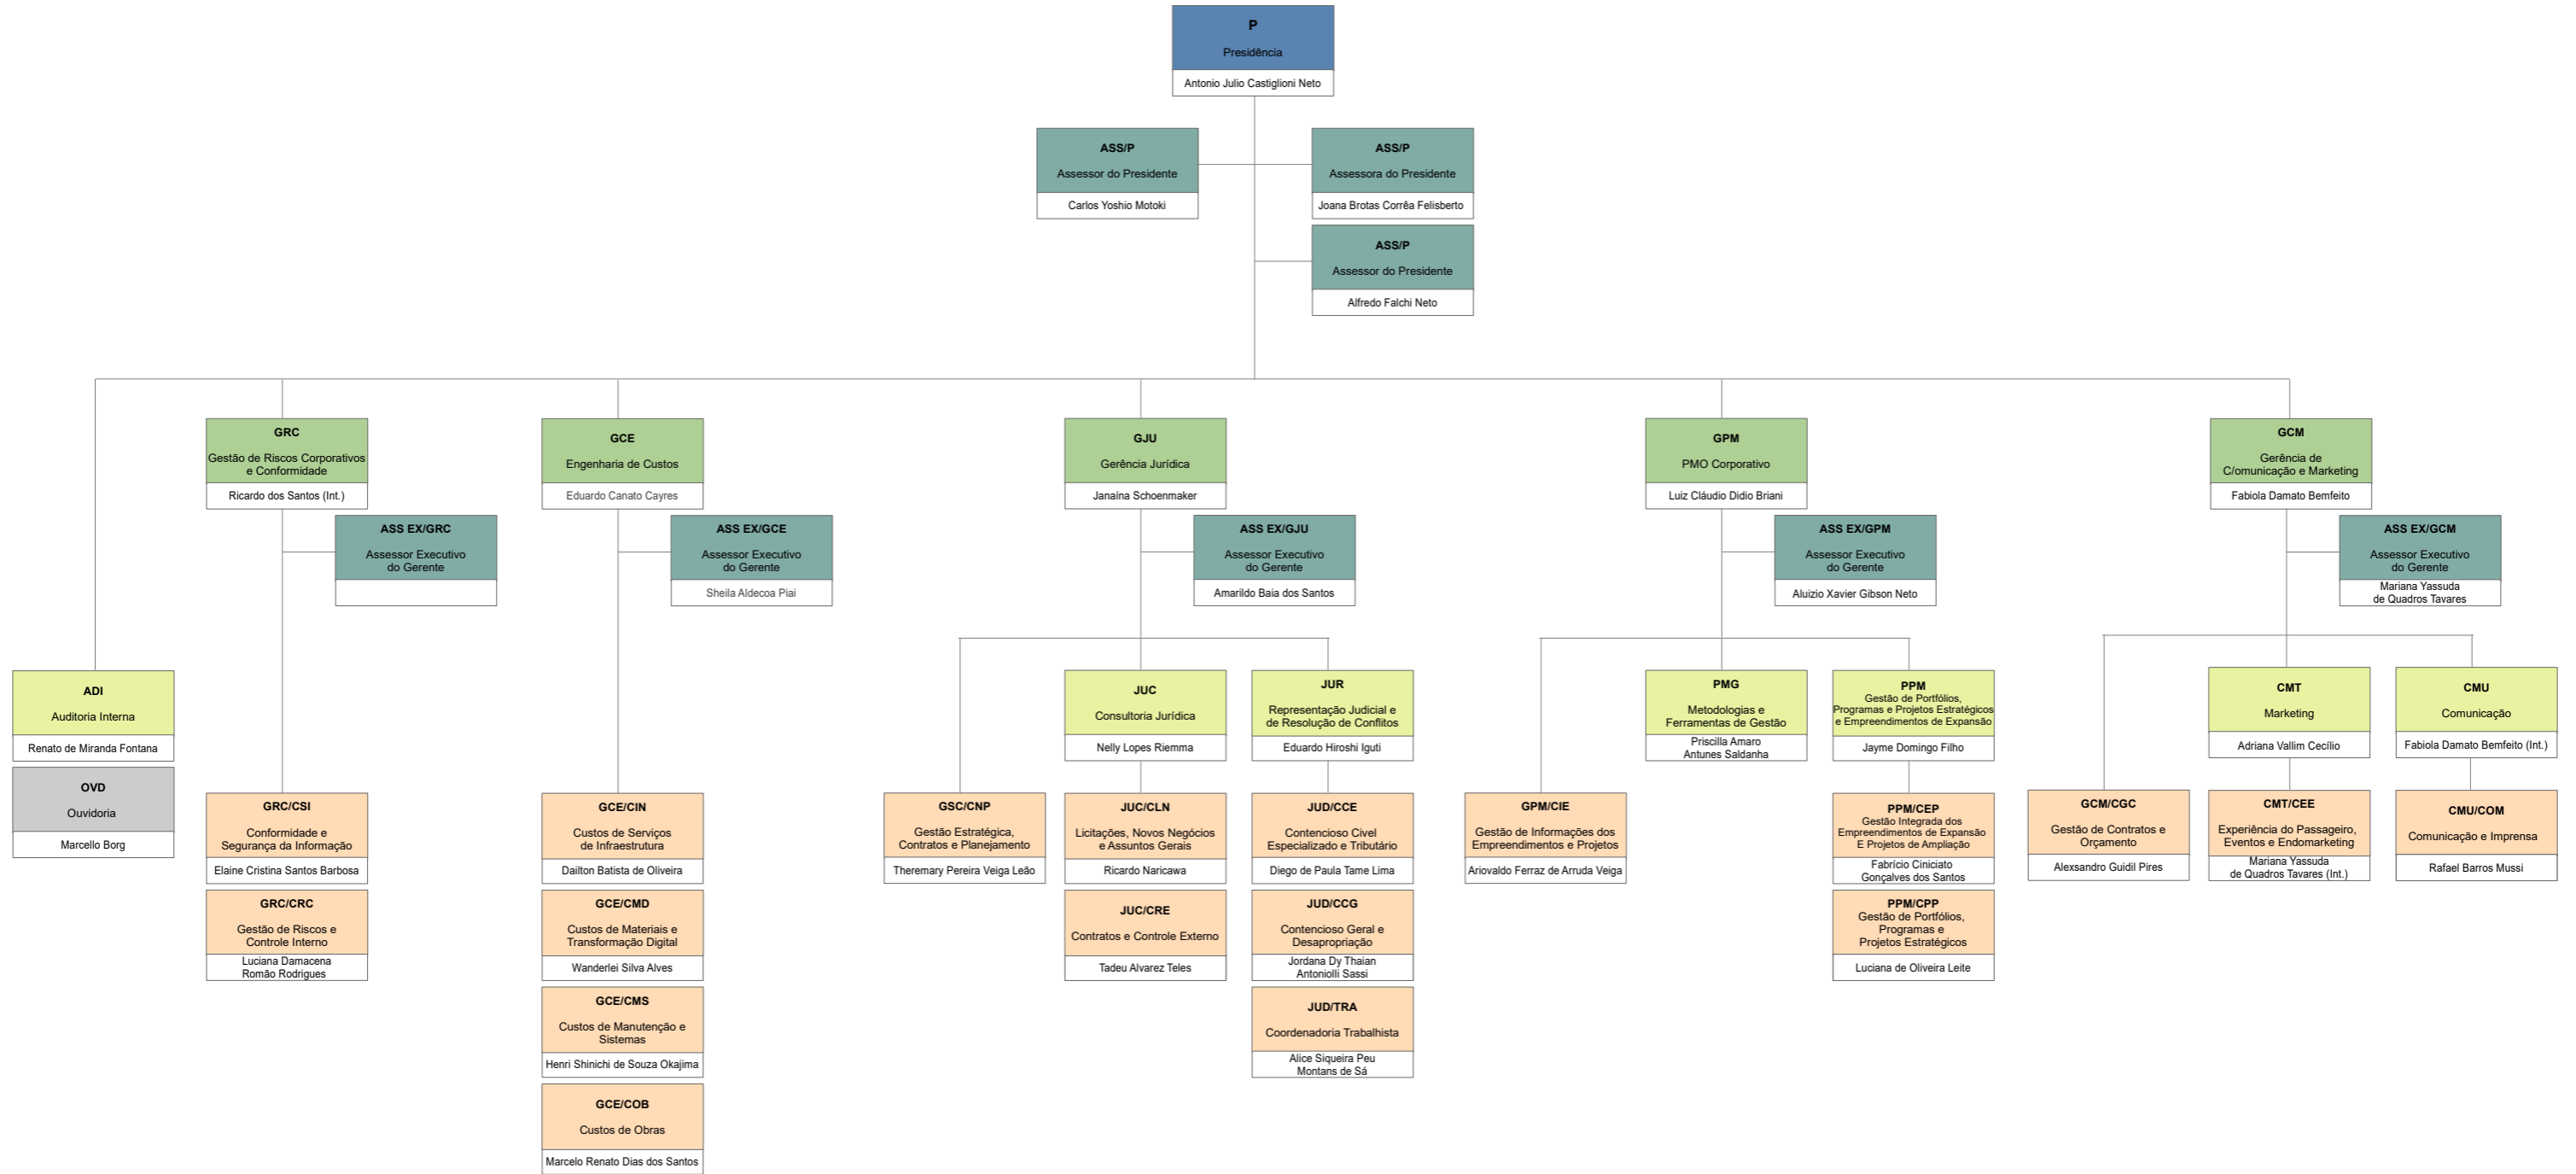 P
Presidência
Antonio Julio Castiglioni Neto
ASS/P
Assessor do Presidente
Carlos Yoshio Motoki
ASS/P
Assessora do Presidente
Joana Brotas Corrêa Felisberto
ASS/P
Assessor do Presidente
Alfredo Falchi Neto
GRC
Gestão de Riscos Corporativos
e Conformidade
Ricardo dos Santos (Int.)
GCE
Engenharia de Custos
Eduardo Canato Cayres
GJU
Gerência Jurídica
Janaína Schoenmaker
GPM
PMO Corporativo
Luiz Cláudio Didio Briani
GCM
Gerência de
C/omunicação e Marketing
Fabiola Damato Bemfeito
ASS EX/GRC
Assessor Executivo
do Gerente
ASS EX/GCE
Assessor Executivo
do Gerente
Sheila Aldecoa Piai
ASS EX/GJU
Assessor Executivo
do Gerente
Amarildo Baia dos Santos
ASS EX/GPM
Assessor Executivo
do Gerente
Aluizio Xavier Gibson Neto
ASS EX/GCM
Assessor Executivo
do Gerente
Mariana Yassuda
de Quadros Tavares
ADI
Auditoria Interna
Renato de Miranda Fontana
OVD
Ouvidoria
Marcello Borg
JUC
Consultoria Jurídica
Nelly Lopes Riemma
JUR
Representação Judicial e
de Resolução de Conflitos
Eduardo Hiroshi Iguti
PMG
Metodologias e
Ferramentas de Gestão
Priscilla Amaro
Antunes Saldanha
PPM
Gestão de Portfólios,
Programas e Projetos Estratégicos
e Empreendimentos de Expansão
Jayme Domingo Filho
CMT
Marketing
Adriana Vallim Cecílio
CMU
Comunicação
Fabiola Damato Bemfeito (Int.)
GRC/CSI
Conformidade e
Segurança da Informação
Elaine Cristina Santos Barbosa
GRC/CRC
Gestão de Riscos e
Controle Interno
Luciana Damacena
Romão Rodrigues
GCE/CIN
Custos de Serviços
de Infraestrutura
Dailton Batista de Oliveira
GCE/CMD
Custos de Materiais e
Transformação Digital
Wanderlei Silva Alves
GCE/CMS
Custos de Manutenção e
Sistemas
Henri Shinichi de Souza Okajima
GCE/COB
Custos de Obras
Marcelo Renato Dias dos Santos
GSC/CNP
Gestão Estratégica,
Contratos e Planejamento
Theremary Pereira Veiga Leão
JUC/CLN
Licitações, Novos Negócios
e Assuntos Gerais
Ricardo Naricawa
JUC/CRE
Contratos e Controle Externo
Tadeu Alvarez Teles
JUD/CCE
Contencioso Civel
Especializado e Tributário
Diego de Paula Tame Lima
JUD/CCG
Contencioso Geral e
Desapropriação
Jordana Dy Thaian
Antoniolli Sassi
JUD/TRA
Coordenadoria Trabalhista
Alice Siqueira Peu
Montans de Sá
GPM/CIE
Gestão de Informações dos
Empreendimentos e Projetos
Ariovaldo Ferraz de Arruda Veiga
PPM/CEP
Gestão Integrada dos
Empreendimentos de Expansão
E Projetos de Ampliação
Fabrício Ciniciato
Gonçalves dos Santos
PPM/CPP
Gestão de Portfólios,
Programas e
Projetos Estratégicos
Luciana de Oliveira Leite
GCM/CGC
Gestão de Contratos e
Orçamento
Alexsandro Guidil Pires
CMT/CEE
Experiência do Passageiro,
Eventos e Endomarketing
Mariana Yassuda
de Quadros Tavares (Int.)
CMU/COM
Comunicação e Imprensa
Rafael Barros Mussi